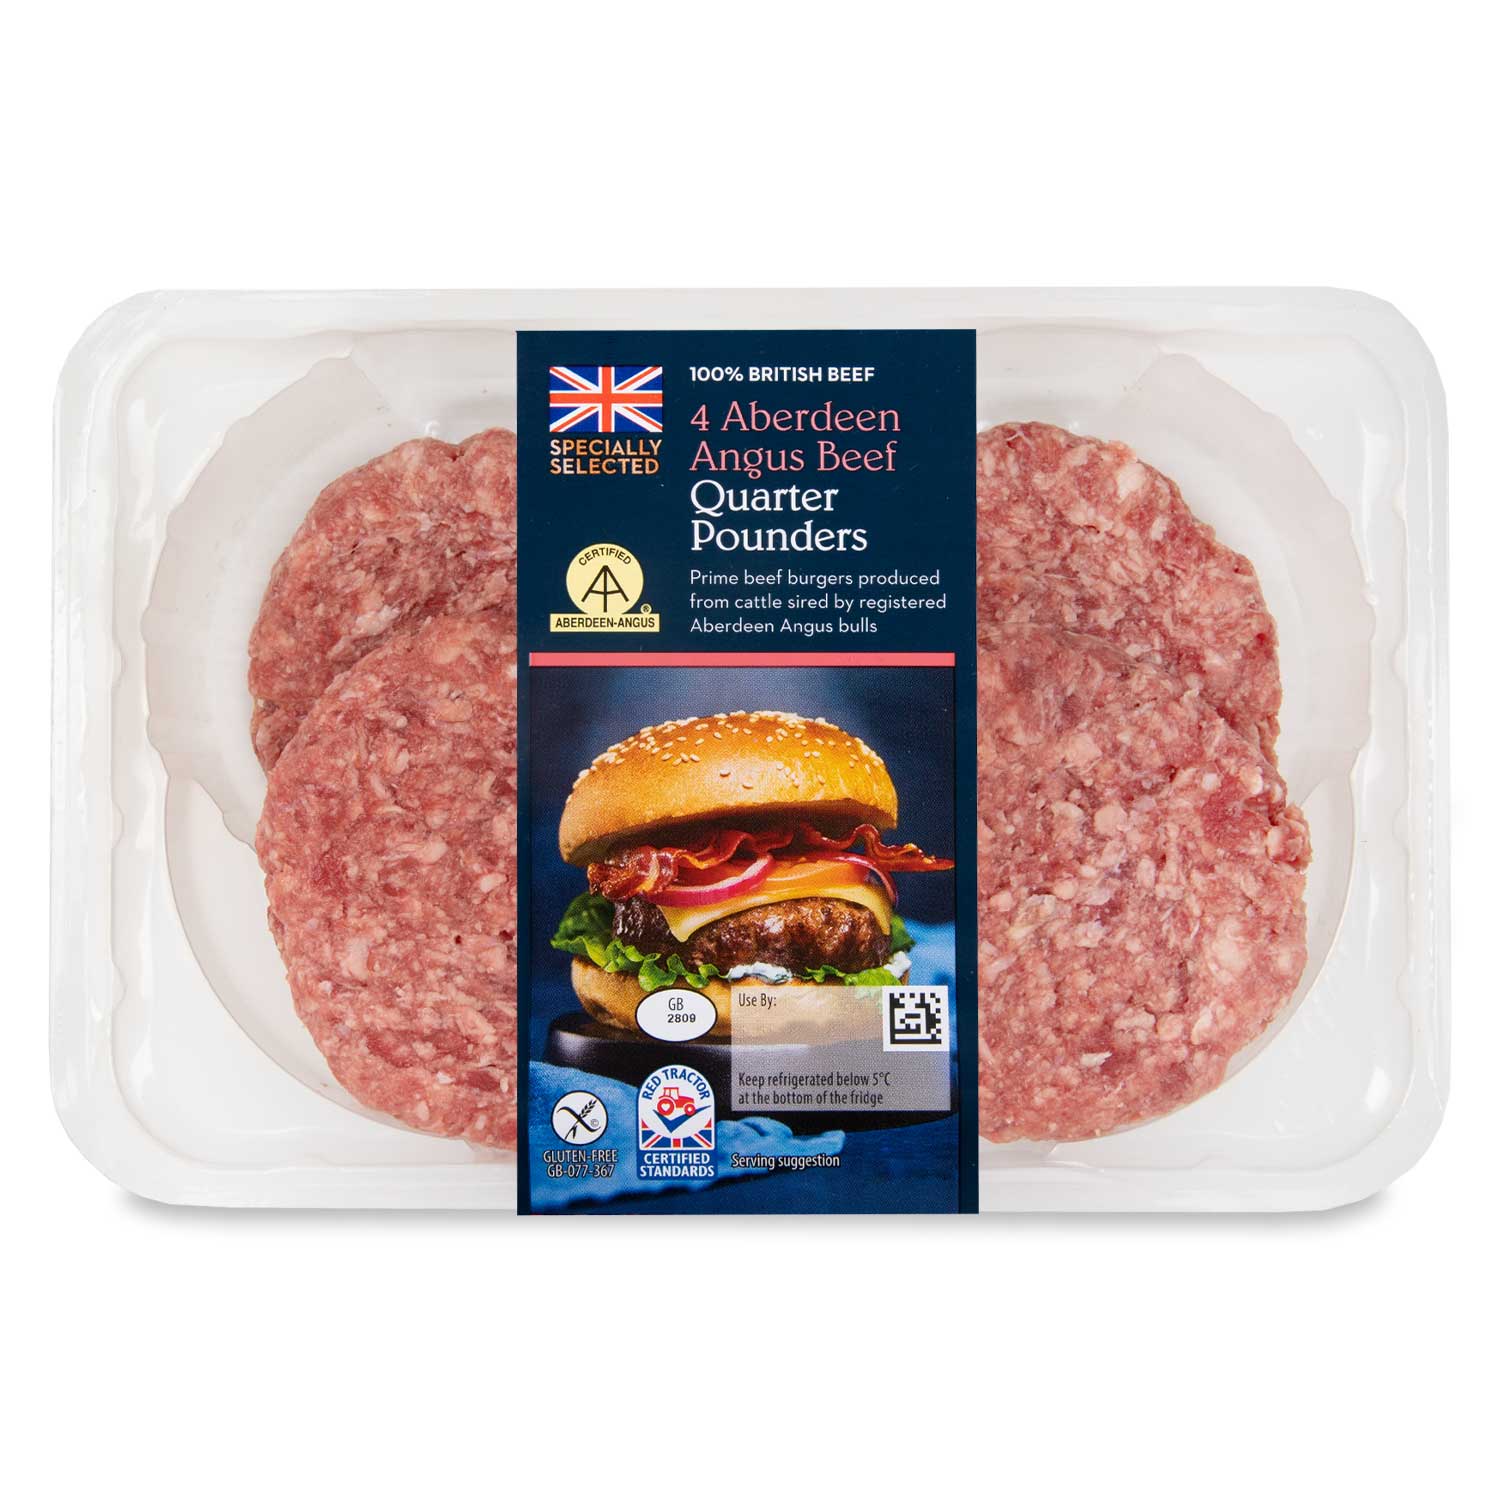 SPECIALLY
SELECTED
100% BRITISH BEEF
4 Aberdeen
Angus Beef
Quarter
Pounders
Prime beef burgers produced
from cattle sired by registered
Aberdeen Angus bulls
CERTIFIED
ABERDEEN-ANGUS
®
GB
2809
Use By:
Keep refrigerated below 5°C
at the bottom of the fridge
©
GLUTEN-FREE
GB-077-367
RED TRACTOR
CERTIFIED
STANDARDS
Serving suggestion